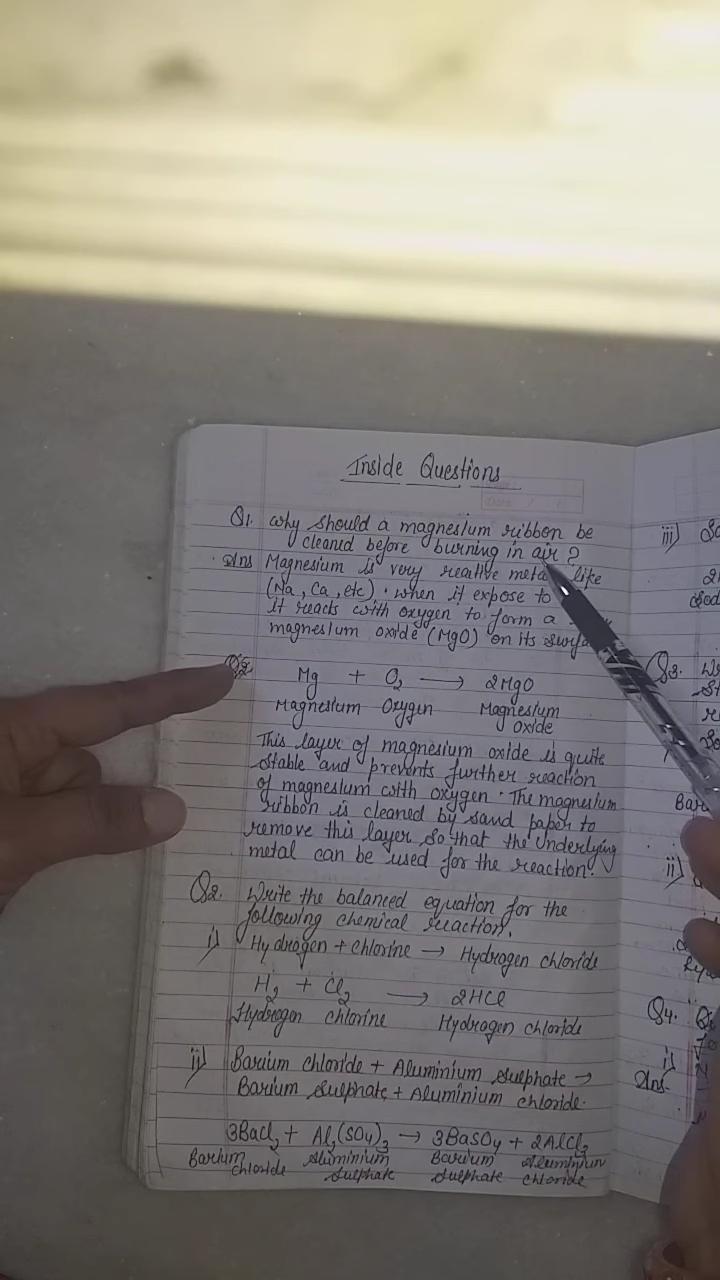 Inside Questions
Q1. Why should a magnesium ribbon be
cleaned before burning in air?
Ans Magnesium is very reative metal like
(Na, Ca, etc). when it expose to
it reacts with oxygen to form a
magnesium oxide (MgO) on its surfa
Q2
Mg + O2 → 2MgO
Magnesium Oxygen Magnesium
oxide
This layer of magnesium oxide is quite
stable and prevents further reaction
of magnesium with oxygen. The magnesium
ribbon is cleaned by sand paper to
remove this layer, so that the underlying
metal can be used for the reaction.
Q2. Write the balanced equation for the
following chemical reaction.
i) Hydrogen + chlorine → Hydrogen chloride
H2 + Cl2 → 2HCl
Hydrogen chlorine Hydrogen chloride
ii) Barium chloride + Aluminium sulphate →
Barium sulphate + Aluminium chloride.
3BaCl2 + Al2(SO4)3 → 3BaSO4 + 2AlCl3
Barium Aluminium Barium Aluminium
chloride sulphate sulphate chloride
iii)
Q3.
Bar
ii)
Q4.
i)
Ans-